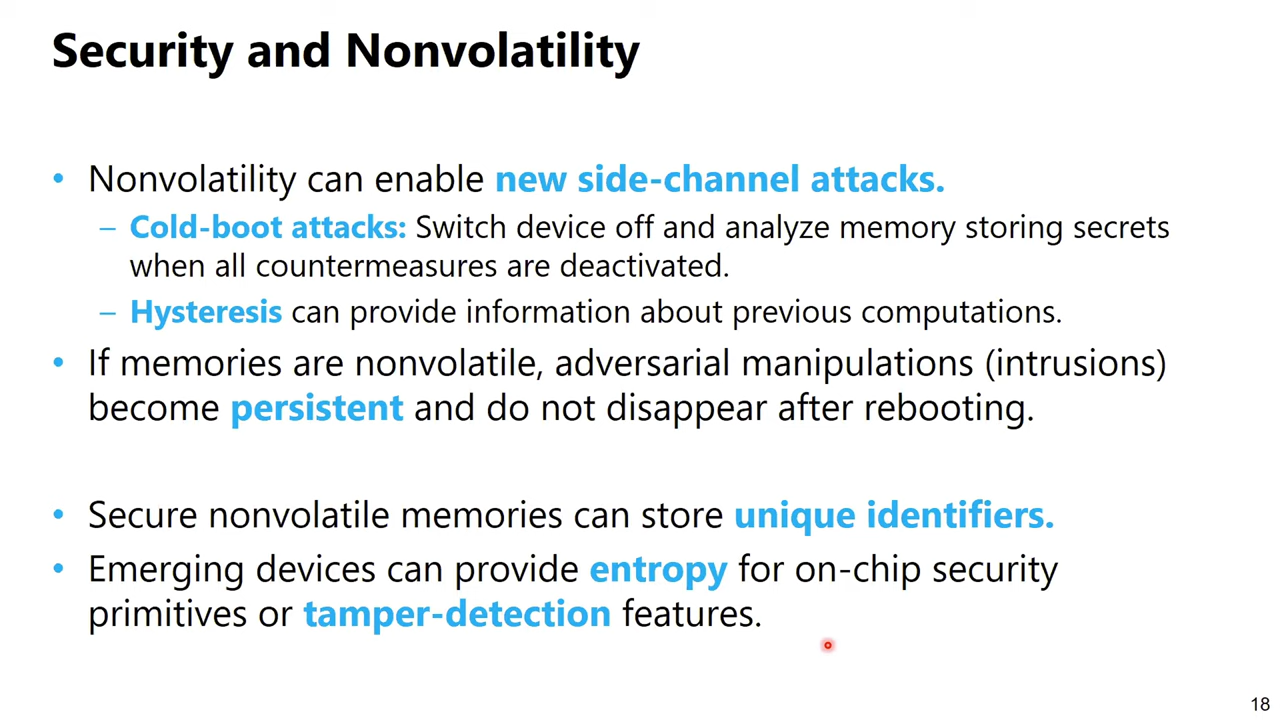 Security and Nonvolatility
• Nonvolatility can enable new side-channel attacks.
– Cold-boot attacks: Switch device off and analyze memory storing secrets
when all countermeasures are deactivated.
– Hysteresis can provide information about previous computations.
• If memories are nonvolatile, adversarial manipulations (intrusions)
become persistent and do not disappear after rebooting.
• Secure nonvolatile memories can store unique identifiers.
• Emerging devices can provide entropy for on-chip security
primitives or tamper-detection features.
18